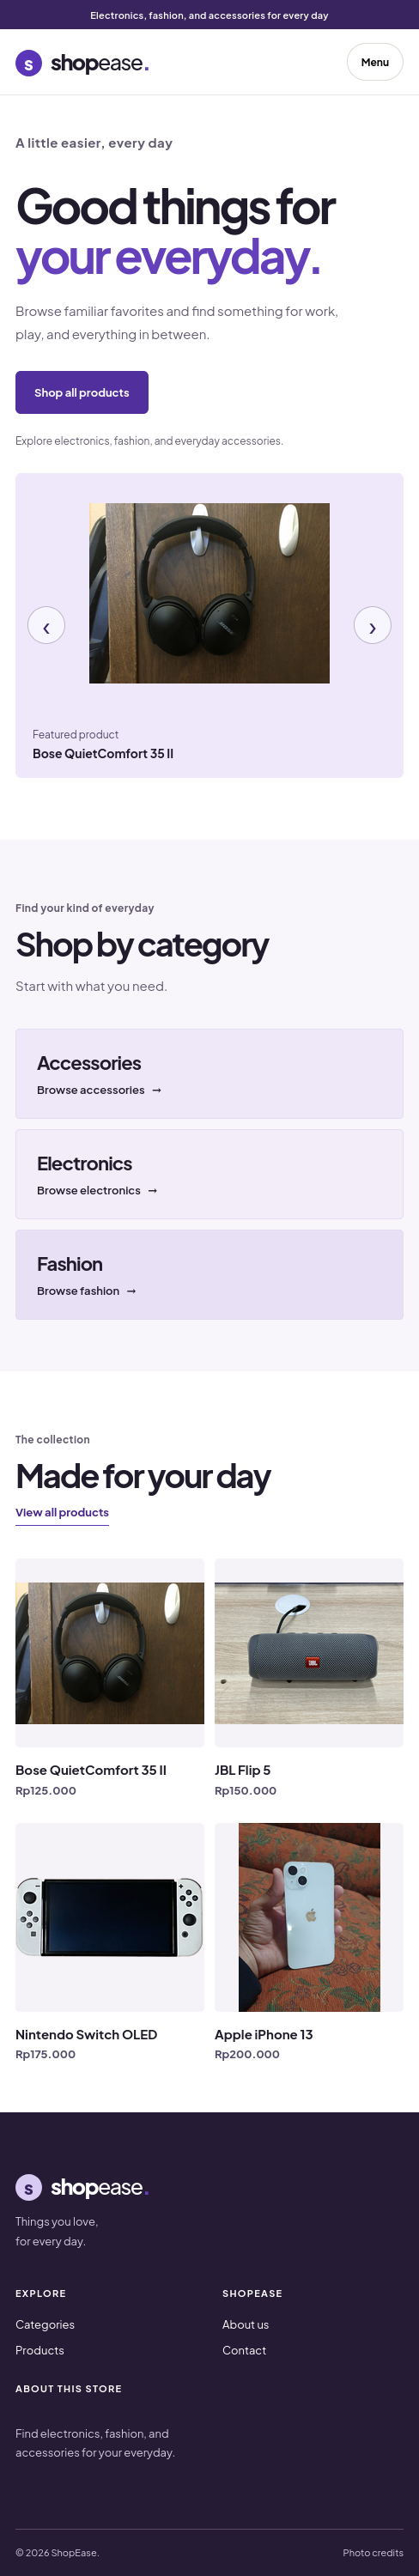 Electronics, fashion, and accessories for every day
s shopease.
Menu
A little easier, every day
Good things for
your everyday.
Browse familiar favorites and find something for work,
play, and everything in between.
Shop all products
Explore electronics, fashion, and everyday accessories.
‹
›
BOSE
Featured product
Bose QuietComfort 35 II
Find your kind of everyday
Shop by category
Start with what you need.
Accessories
Browse accessories →
Electronics
Browse electronics →
Fashion
Browse fashion →
The collection
Made for your day
View all products
JBL
Bose QuietComfort 35 II
JBL Flip 5
Rp125.000
Rp150.000
Nintendo Switch OLED
Apple iPhone 13
Rp175.000
Rp200.000
s shopease.
Things you love,
for every day.
EXPLORE
SHOPEASE
Categories
About us
Products
Contact
ABOUT THIS STORE
Find electronics, fashion, and
accessories for your everyday.
© 2026 ShopEase.
Photo credits